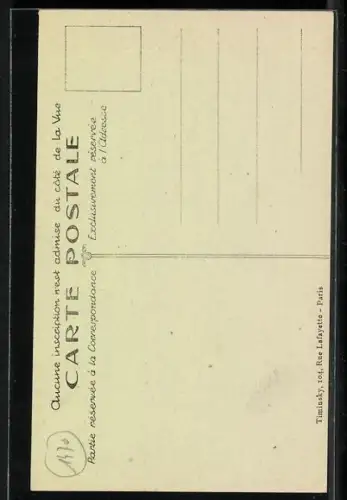 Aucune inscription n'est admise du côté de la Vue
CARTE POSTALE
Partie réservée à la Correspondance
Exclusivement réservée
à l'Adresse
Timinsky, 104, Rue Lafayette - Paris